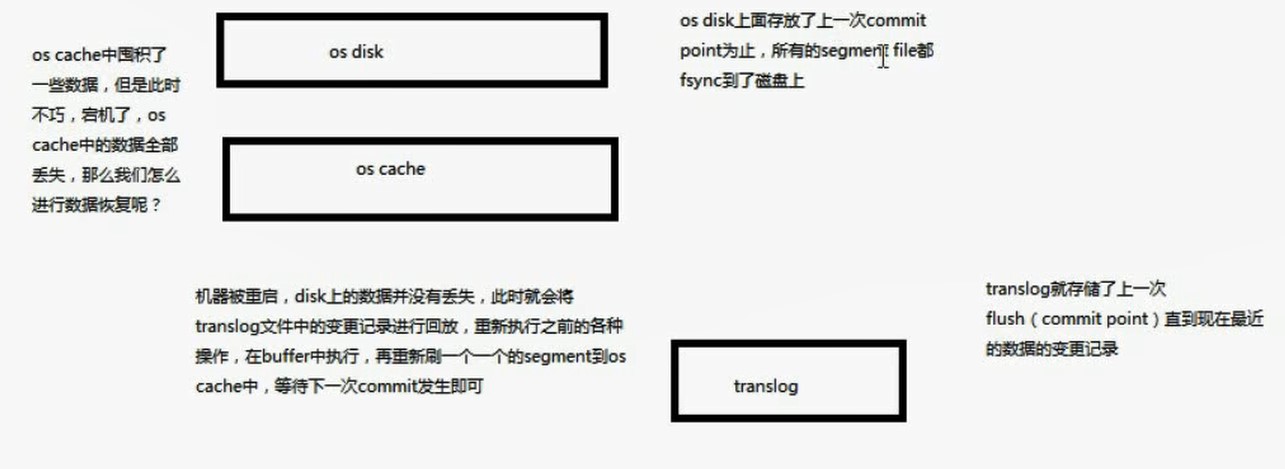 os cache中囤积了
一些数据，但是此时
不巧，宕机了，os
cache中的数据全部
丢失，那么我们怎么
进行数据恢复呢？
os disk
os cache
os disk上面存放了上一次commit
point为止，所有的segment file都
fsync到了磁盘上
机器被重启，disk上的数据并没有丢失，此时就会将
translog文件中的变更记录进行回放，重新执行之前的各种
操作，在buffer中执行，再重新刷一个一个的segment到os
cache中，等待下一次commit发生即可
translog
translog就存储了上一次
flush（commit point）直到现在最近
的数据的变更记录